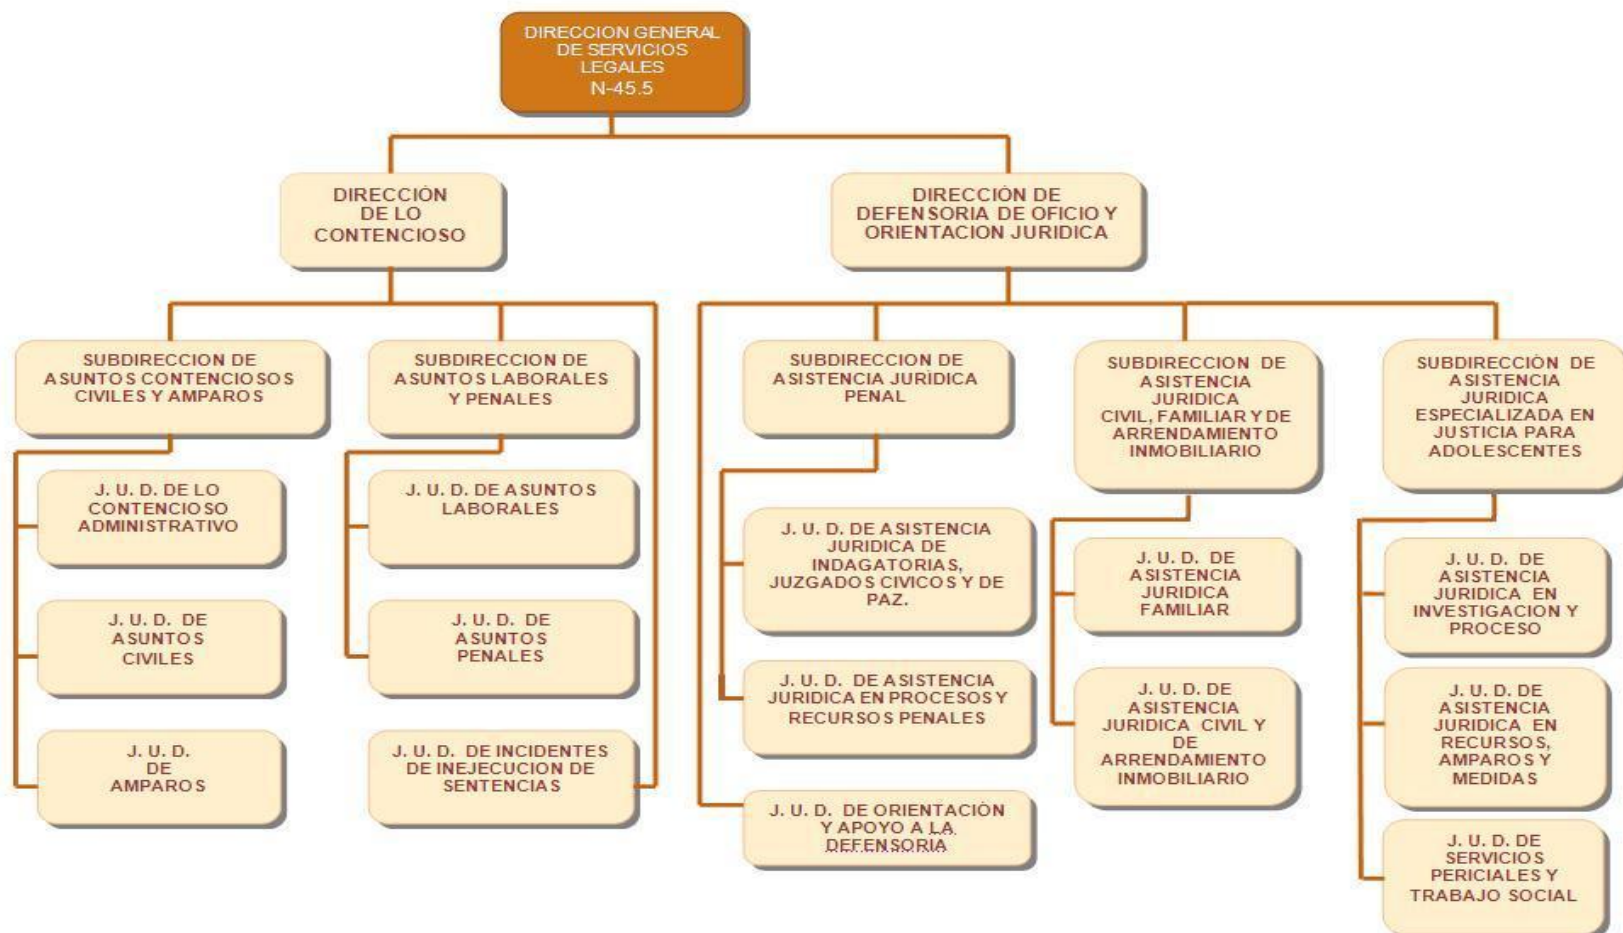 DIRECCION GENERAL
DE SERVICIOS
LEGALES
N-45.5
DIRECCIÓN
DE LO
CONTENCIOSO
DIRECCIÓN DE
DEFENSORIA DE OFICIO Y
ORIENTACION JURIDICA
SUBDIRECCION DE
ASUNTOS CONTENCIOSOS
CIVILES Y AMPAROS
SUBDIRECCION DE
ASUNTOS LABORALES
Y PENALES
SUBDIRECCION DE
ASISTENCIA JURÌDICA
PENAL
SUBDIRECCION DE
ASISTENCIA
JURIDICA
CIVIL, FAMILIAR Y DE
ARRENDAMIENTO
INMOBILIARIO
SUBDIRECCIÓN DE
ASISTENCIA
JURIDICA
ESPECIALIZADA EN
JUSTICIA PARA
ADOLESCENTES
J. U. D. DE LO
CONTENCIOSO
ADMINISTRATIVO
J. U. D. DE ASUNTOS
LABORALES
J. U. D. DE ASISTENCIA
JURIDICA DE
INDAGATORIAS,
JUZGADOS CIVICOS Y DE
PAZ.
J. U. D. DE
ASISTENCIA
JURIDICA
FAMILIAR
J. U. D. DE
ASISTENCIA
JURIDICA EN
INVESTIGACION Y
PROCESO
J. U. D. DE
ASUNTOS
CIVILES
J. U. D. DE
ASUNTOS
PENALES
J. U. D. DE ASISTENCIA
JURIDICA EN PROCESOS Y
RECURSOS PENALES
J. U. D. DE
ASISTENCIA
JURIDICA CIVIL Y
DE
ARRENDAMIENTO
INMOBILIARIO
J. U. D. DE
ASISTENCIA
JURIDICA EN
RECURSOS,
AMPAROS Y
MEDIDAS
J. U. D.
DE
AMPAROS
J. U. D. DE INCIDENTES
DE INEJECUCION DE
SENTENCIAS
J. U. D. DE ORIENTACIÓN
Y APOYO A LA
DEFENSORIA
J. U. D. DE
SERVICIOS
PERICIALES Y
TRABAJO SOCIAL